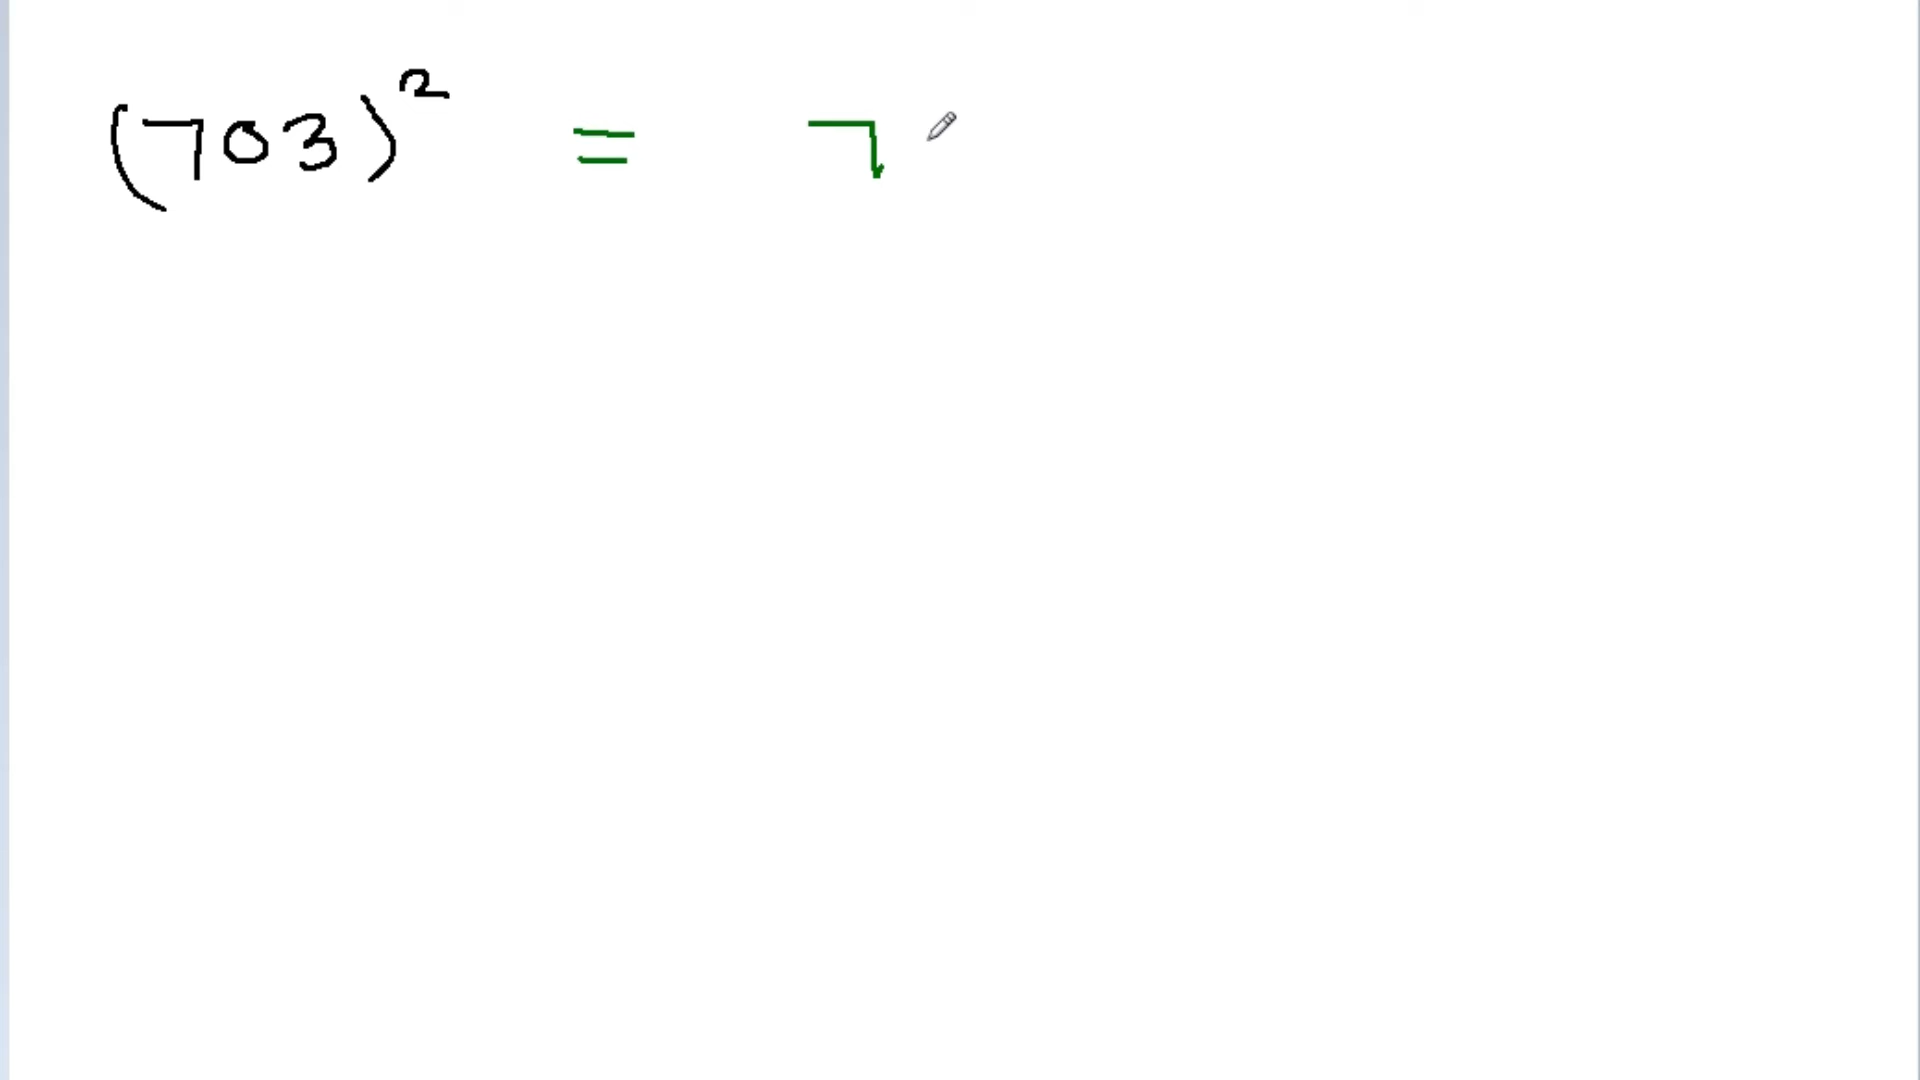 (703)² = 7